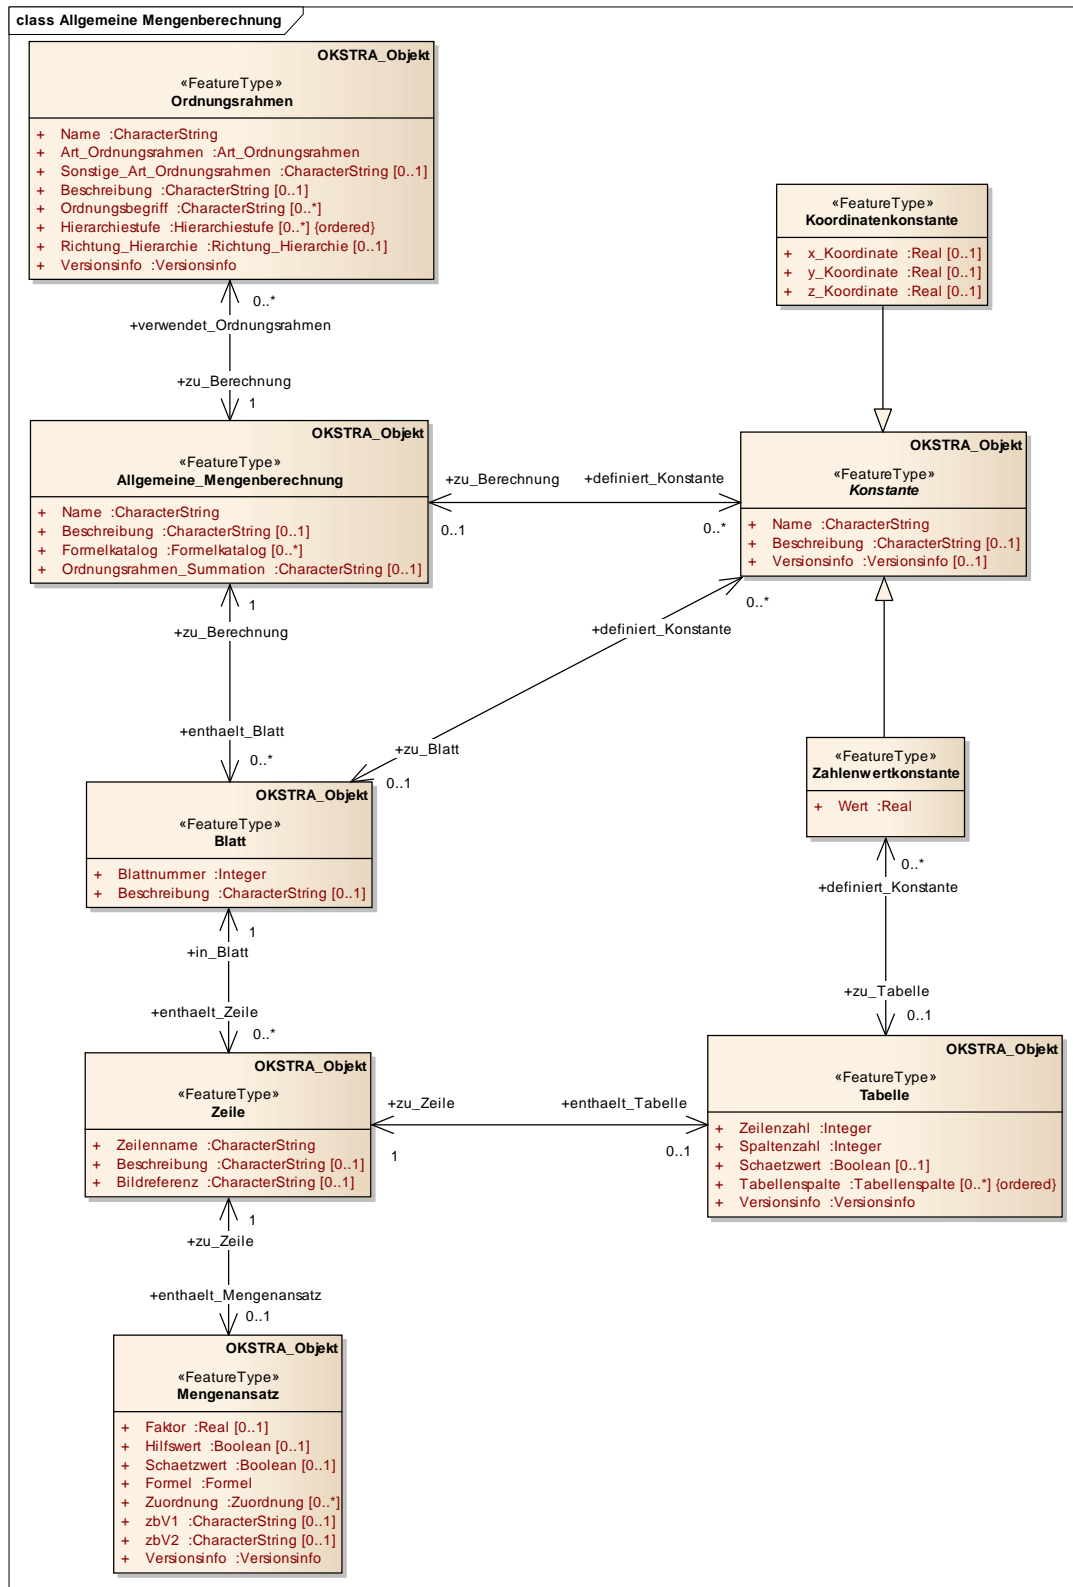 class Allgemeine Mengenberechnung
OKSTRA_Objekt
«FeatureType»
Ordnungsrahmen
+ Name :CharacterString
+ Art_Ordnungsrahmen :Art_Ordnungsrahmen
+ Sonstige_Art_Ordnungsrahmen :CharacterString [0..1]
+ Beschreibung :CharacterString [0..1]
+ Ordnungsbegriff :CharacterString [0..*]
+ Hierarchiestufe :Hierarchiestufe [0..*] {ordered}
+ Richtung_Hierarchie :Richtung_Hierarchie [0..1]
+ Versionsinfo :Versionsinfo
«FeatureType»
Koordinatenkonstante
+ x_Koordinate :Real [0..1]
+ y_Koordinate :Real [0..1]
+ z_Koordinate :Real [0..1]
0..*
+verwendet_Ordnungsrahmen
+zu_Berechnung
1
OKSTRA_Objekt
«FeatureType»
Allgemeine_Mengenberechnung
+ Name :CharacterString
+ Beschreibung :CharacterString [0..1]
+ Formelkatalog :Formelkatalog [0..*]
+ Ordnungsrahmen_Summation :CharacterString [0..1]
+zu_Berechnung
+definiert_Konstante
0..1
0..*
OKSTRA_Objekt
«FeatureType»
Konstante
+ Name :CharacterString
+ Beschreibung :CharacterString [0..1]
+ Versionsinfo :Versionsinfo [0..1]
1
+zu_Berechnung
0..*
+definiert_Konstante
+enthaelt_Blatt
0..*
+zu_Blatt
0..1
«FeatureType»
Zahlenwertkonstante
+ Wert :Real
OKSTRA_Objekt
«FeatureType»
Blatt
+ Blattnummer :Integer
+ Beschreibung :CharacterString [0..1]
0..*
+definiert_Konstante
1
+in_Blatt
+zu_Tabelle
0..1
+enthaelt_Zeile
0..*
OKSTRA_Objekt
«FeatureType»
Zeile
+ Zeilenname :CharacterString
+ Beschreibung :CharacterString [0..1]
+ Bildreferenz :CharacterString [0..1]
+zu_Zeile
+enthaelt_Tabelle
1
0..1
OKSTRA_Objekt
«FeatureType»
Tabelle
+ Zeilenzahl :Integer
+ Spaltenzahl :Integer
+ Schaetzwert :Boolean [0..1]
+ Tabellenspalte :Tabellenspalte [0..*] {ordered}
+ Versionsinfo :Versionsinfo
1
+zu_Zeile
+enthaelt_Mengenansatz
0..1
OKSTRA_Objekt
«FeatureType»
Mengenansatz
+ Faktor :Real [0..1]
+ Hilfswert :Boolean [0..1]
+ Schaetzwert :Boolean [0..1]
+ Formel :Formel
+ Zuordnung :Zuordnung [0..*]
+ zbV1 :CharacterString [0..1]
+ zbV2 :CharacterString [0..1]
+ Versionsinfo :Versionsinfo